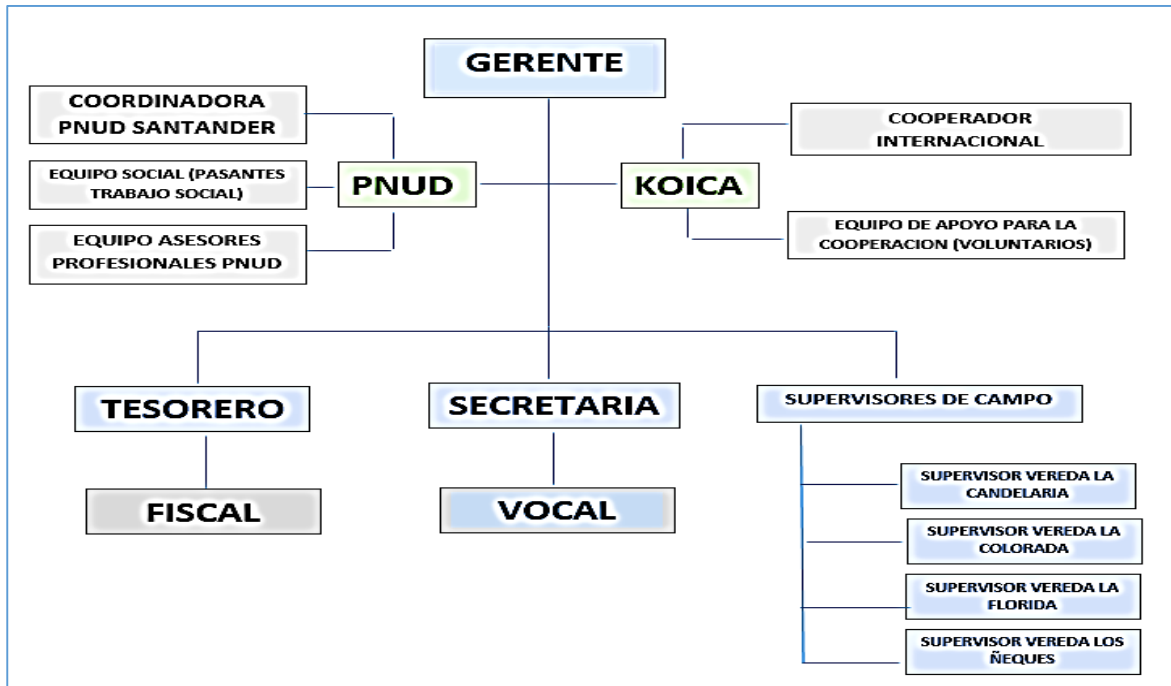 GERENTE
COORDINADORA
PNUD SANTANDER
EQUIPO SOCIAL (PASANTES
TRABAJO SOCIAL)
EQUIPO ASESORES
PROFESIONALES PNUD
PNUD
KOICA
COOPERADOR
INTERNACIONAL
EQUIPO DE APOYO PARA LA
COOPERACION (VOLUNTARIOS)
TESORERO
FISCAL
SECRETARIA
VOCAL
SUPERVISORES DE CAMPO
SUPERVISOR VEREDA LA
CANDELARIA
SUPERVISOR VEREDA LA
COLORADA
SUPERVISOR VEREDA LA
FLORIDA
SUPERVISOR VEREDA LOS
ÑEQUES